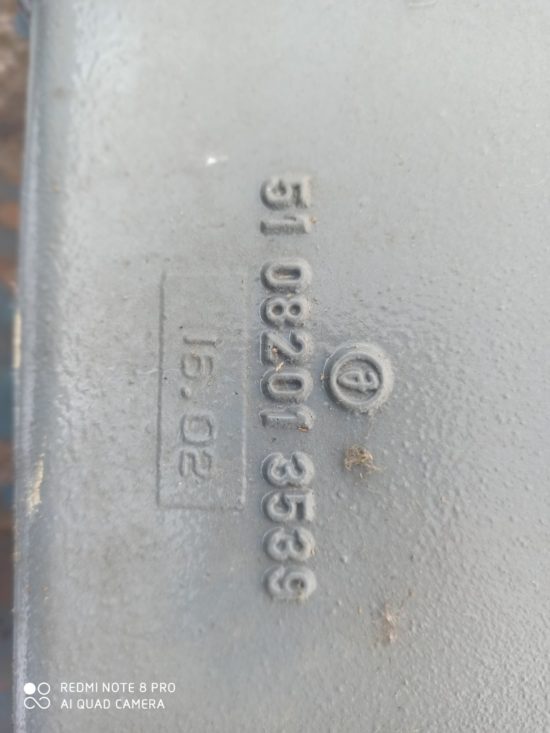 51 08201 3539
15.02
REDMI NOTE 8 PRO
AI QUAD CAMERA